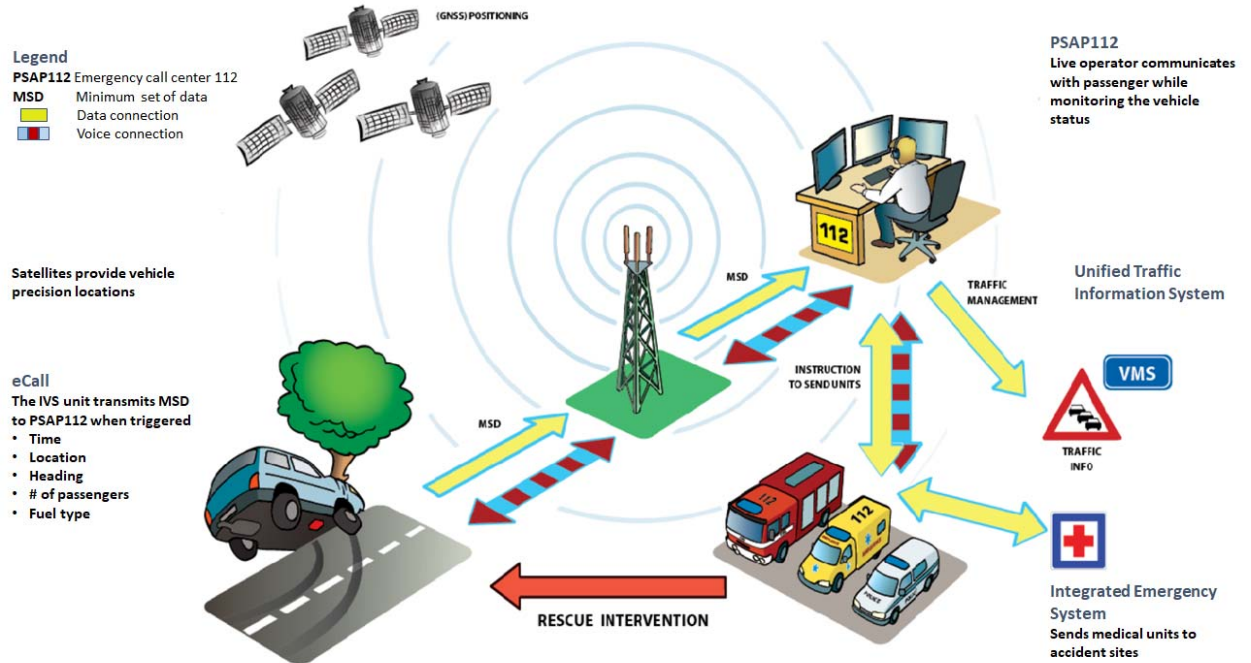 (GNSS) POSITIONING
Legend
PSAP112 Emergency call center 112
MSD Minimum set of data
Data connection
Voice connection
PSAP112
Live operator communicates
with passenger while
monitoring the vehicle
status
112
Satellites provide vehicle
precision locations
MSD
TRAFFIC
MANAGEMENT
Unified Traffic
Information System
eCall
The IVS unit transmits MSD
to PSAP112 when triggered
• Time
• Location
• Heading
• # of passengers
• Fuel type
MSD
INSTRUCTION
TO SEND UNITS
VMS
TRAFFIC
INFO
112
112
POLICE
RESCUE INTERVENTION
Integrated Emergency
System
Sends medical units to
accident sites